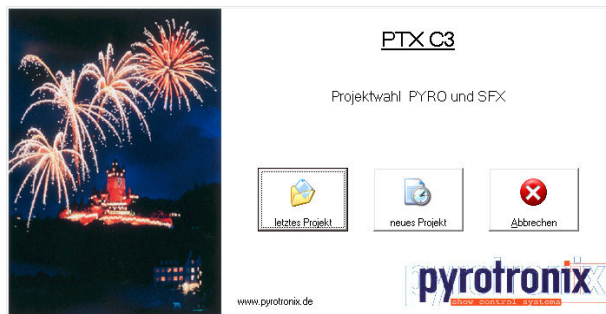 PTX C3
Projektwahl PYRO und SFX
letztes Projekt
neues Projekt
Abbrechen
www.pyrotronix.de
pyrotronix
show control systems